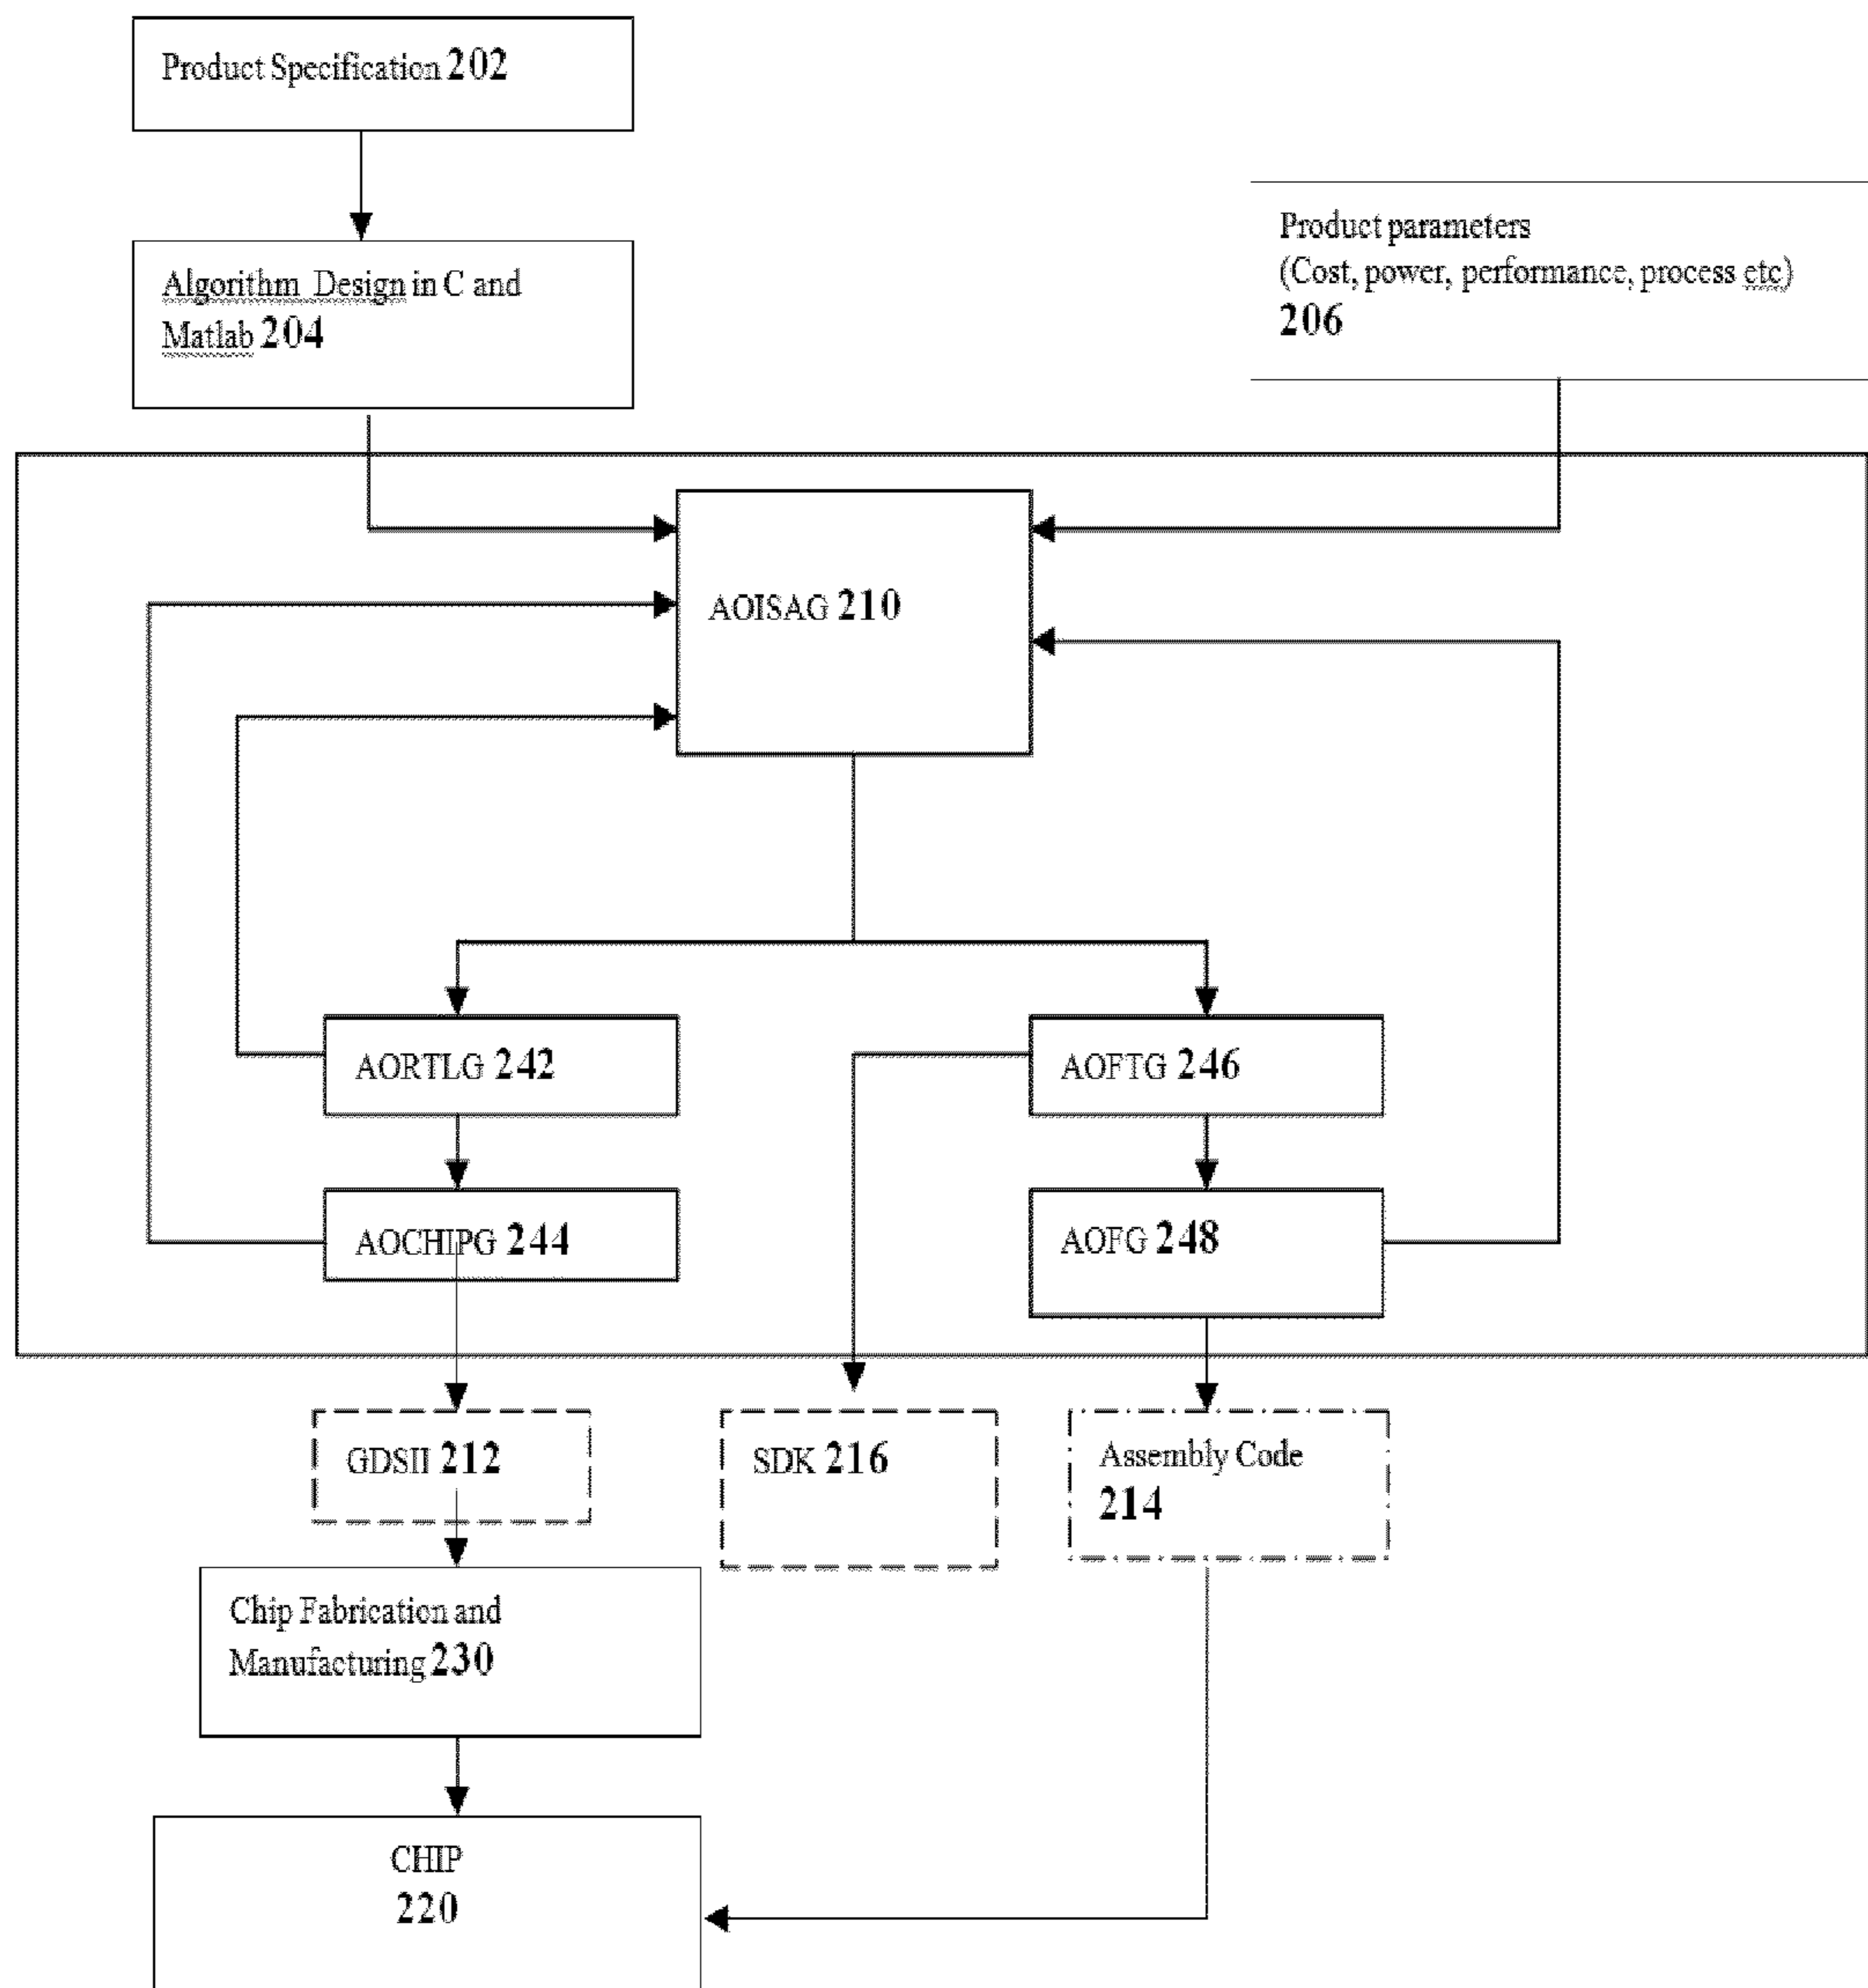 Product Specification 202
Algorithm Design in C and
Matlab 204
Product parameters
(Cost, power, performance, process etc)
206
AOISAG 210
AORTLG 242
AOFTG 246
AOCHIPG 244
AOFG 248
GDSII 212
SDK 216
Assembly Code
214
Chip Fabrication and
Manufacturing 230
CHIP
220